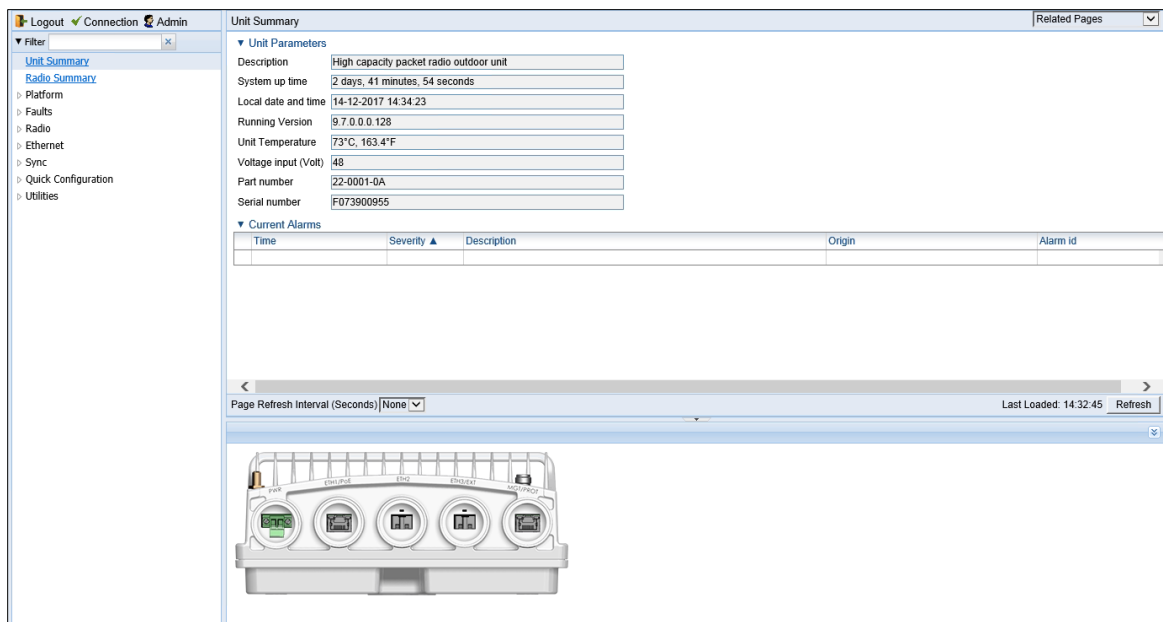 Logout Connection Admin
Filter
Unit Summary
Radio Summary
Platform
Faults
Radio
Ethernet
Sync
Quick Configuration
Utilities
Unit Summary Related Pages
Unit Parameters
Description High capacity packet radio outdoor unit
System up time 2 days, 41 minutes, 54 seconds
Local date and time 14-12-2017 14:34:23
Running Version 9.7.0.0.0.128
Unit Temperature 73°C, 163.4°F
Voltage input (Volt) 48
Part number 22-0001-0A
Serial number F073900955
Current Alarms
Time Severity ▲ Description Origin Alarm id
Page Refresh Interval (Seconds) None Last Loaded: 14:32:45 Refresh
PWR ETH1/PoE ETH2 ETH3/EXT MGT/PROT